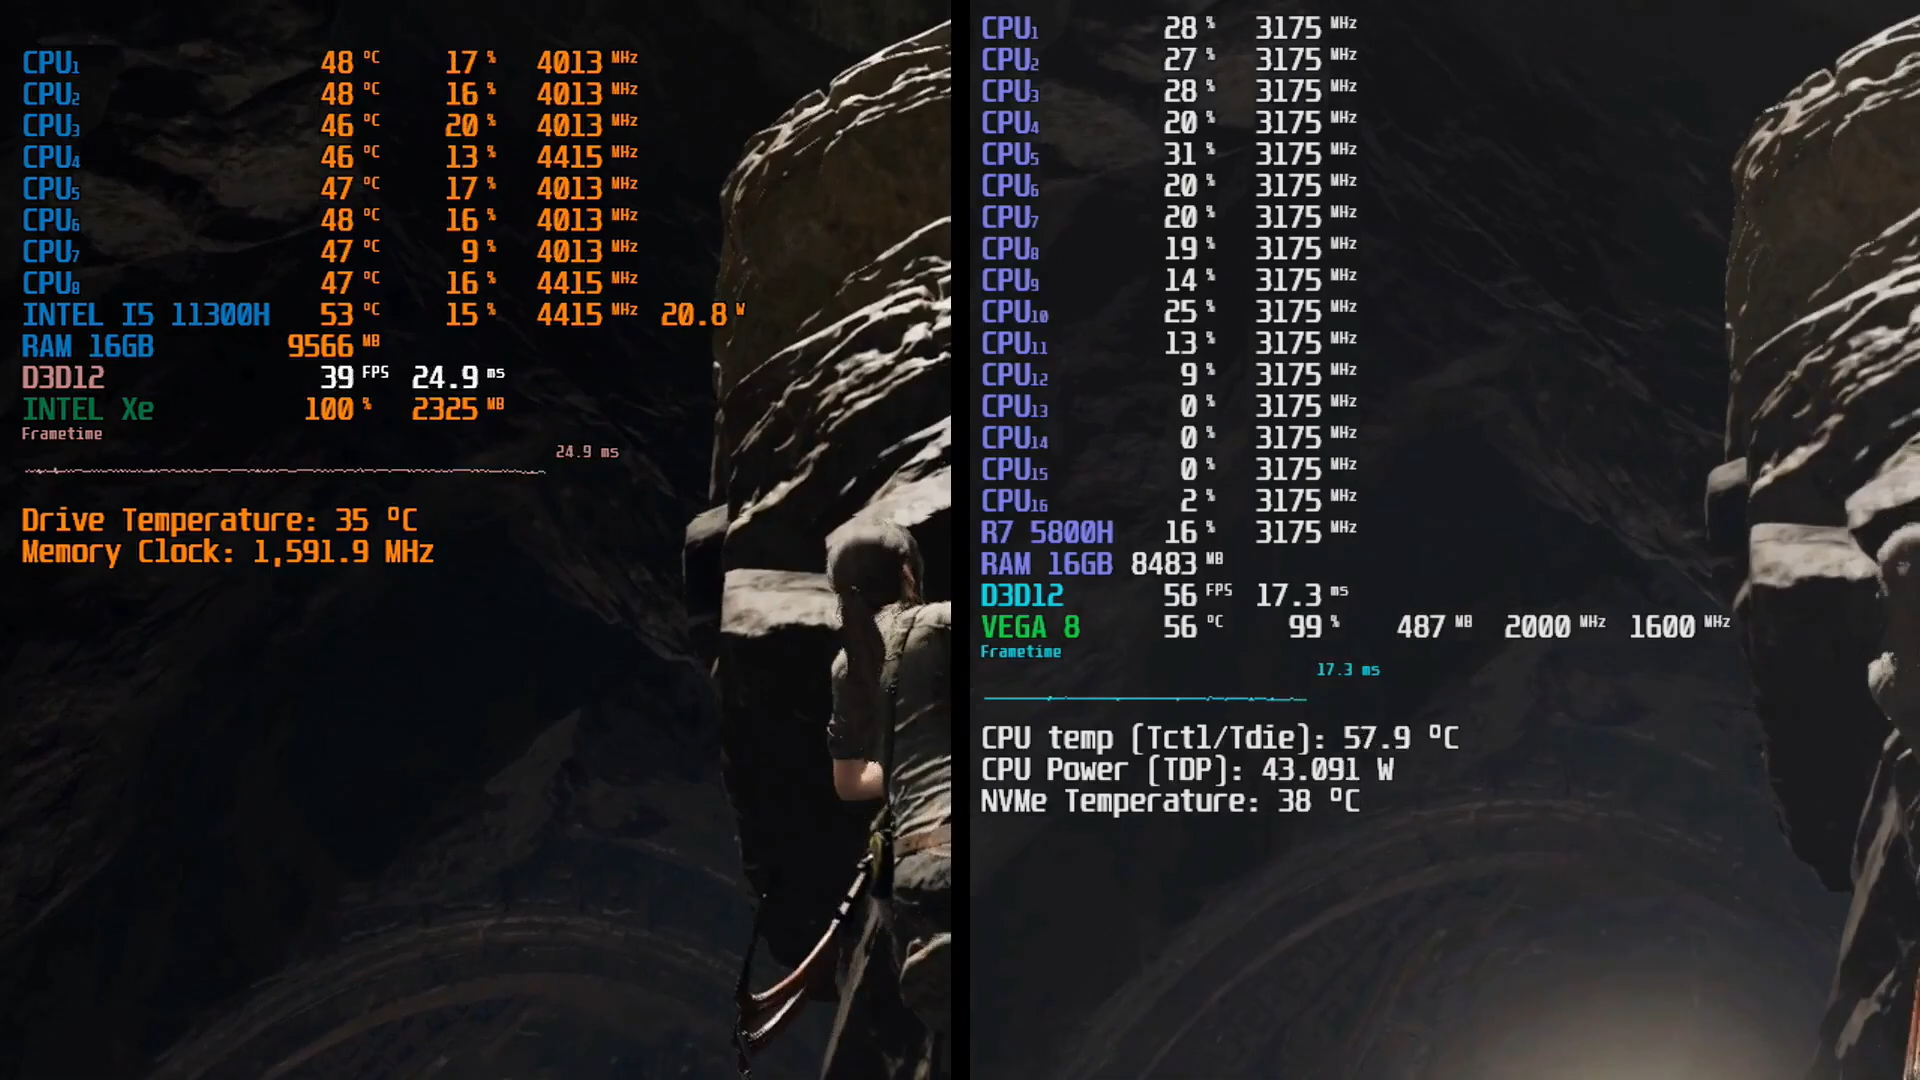 CPU1 48 °C 17 % 4013 MHz
CPU2 48 °C 16 % 4013 MHz
CPU3 46 °C 20 % 4013 MHz
CPU4 46 °C 13 % 4415 MHz
CPU5 47 °C 17 % 4013 MHz
CPU6 48 °C 16 % 4013 MHz
CPU7 47 °C 9 % 4013 MHz
CPU8 47 °C 16 % 4415 MHz
INTEL I5 11300H 53 °C 15 % 4415 MHz 20.8 W
RAM 16GB 9566 MB
D3D12 39 FPS 24.9 ms
INTEL Xe 100 % 2325 MB
Frametime
24.9 ms
Drive Temperature: 35 °C
Memory Clock: 1,591.9 MHz
CPU1 28 % 3175 MHz
CPU2 27 % 3175 MHz
CPU3 28 % 3175 MHz
CPU4 20 % 3175 MHz
CPU5 31 % 3175 MHz
CPU6 20 % 3175 MHz
CPU7 20 % 3175 MHz
CPU8 19 % 3175 MHz
CPU9 14 % 3175 MHz
CPU10 25 % 3175 MHz
CPU11 13 % 3175 MHz
CPU12 9 % 3175 MHz
CPU13 0 % 3175 MHz
CPU14 0 % 3175 MHz
CPU15 0 % 3175 MHz
CPU16 2 % 3175 MHz
R7 5800H 16 % 3175 MHz
RAM 16GB 8483 MB
D3D12 56 FPS 17.3 ms
VEGA 8 56 °C 99 % 487 MB 2000 MHz 1600 MHz
Frametime
17.3 ms
CPU temp (Tctl/Tdie): 57.9 °C
CPU Power (TDP): 43.091 W
NVMe Temperature: 38 °C